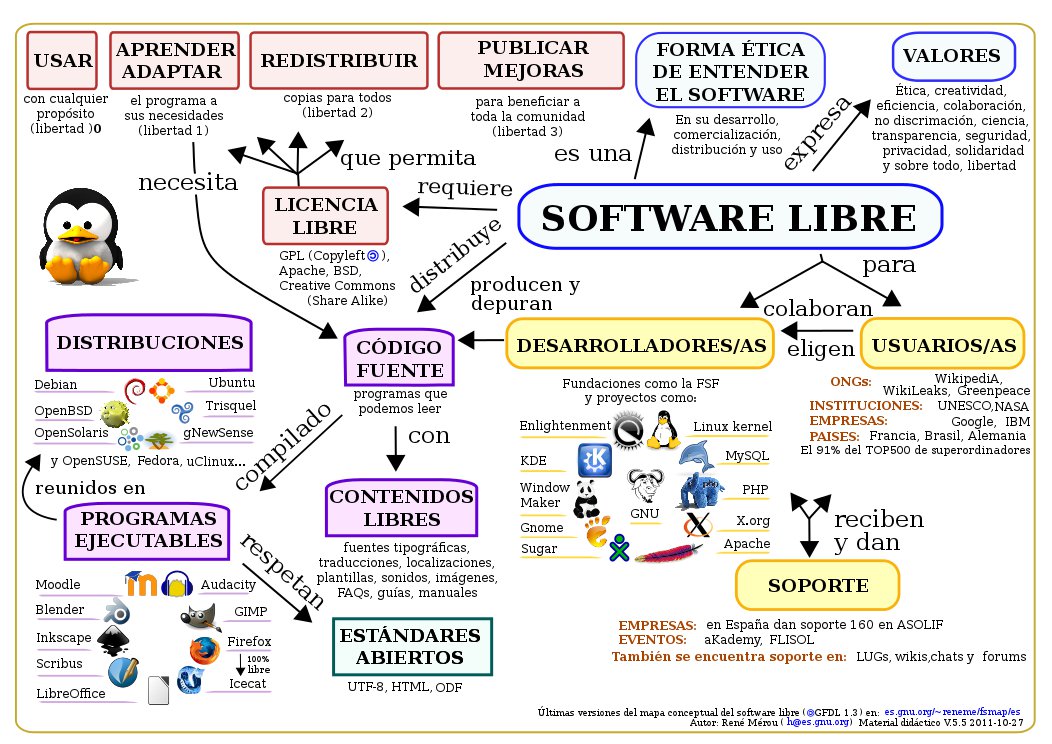 USAR
con cualquier
propósito
(libertad )0
APRENDER
ADAPTAR
el programa a
sus necesidades
(libertad 1)
REDISTRIBUIR
copias para todos
(libertad 2)
PUBLICAR
MEJORAS
para beneficiar a
toda la comunidad
(libertad 3)
FORMA ÉTICA
DE ENTENDER
EL SOFTWARE
En su desarrollo,
comercialización,
distribución y uso
VALORES
Ética, creatividad,
eficiencia, colaboración,
no discrimación, ciencia,
transparencia, seguridad,
privacidad, solidaridad
y sobre todo, libertad
es una
expresa
que permita
necesita
requiere
LICENCIA
LIBRE
GPL (Copyleft),
Apache, BSD,
Creative Commons
(Share Alike)
SOFTWARE LIBRE
distribuye
producen y
depuran
para
colaboran
eligen
DISTRIBUCIONES
Debian
Ubuntu
OpenBSD
Trisquel
OpenSolaris
gNewSense
y OpenSUSE, Fedora, uClinux...
CÓDIGO
FUENTE
programas que
podemos leer
DESARROLLADORES/AS
Fundaciones como la FSF
y proyectos como:
Enlightenment
Linux kernel
KDE
MySQL
Window
Maker
GNU
PHP
php
Gnome
X.org
Sugar
Apache
USUARIOS/AS
ONGs: WikipediA,
WikiLeaks, Greenpeace
INSTITUCIONES: UNESCO,NASA
EMPRESAS: Google, IBM
PAISES: Francia, Brasil, Alemania
El 91% del TOP500 de superordinadores
compilado
con
reunidos en
PROGRAMAS
EJECUTABLES
respetan
CONTENIDOS
LIBRES
fuentes tipográficas,
traducciones, localizaciones,
plantillas, sonidos, imágenes,
FAQs, guías, manuales
Moodle
Audacity
Blender
GIMP
Inkscape
Firefox
100%
libre
Scribus
Icecat
LibreOffice
ESTÁNDARES
ABIERTOS
UTF-8, HTML, ODF
reciben
y dan
SOPORTE
EMPRESAS: en España dan soporte 160 en ASOLIF
EVENTOS: aKademy, FLISOL
También se encuentra soporte en: LUGs, wikis,chats y forums
Últimas versiones del mapa conceptual del software libre (GFDL 1.3) en: es.gnu.org/~reneme/fsmap/es
Autor: René Mérou ( h@es.gnu.org) Material didáctico V.5.5 2011-10-27